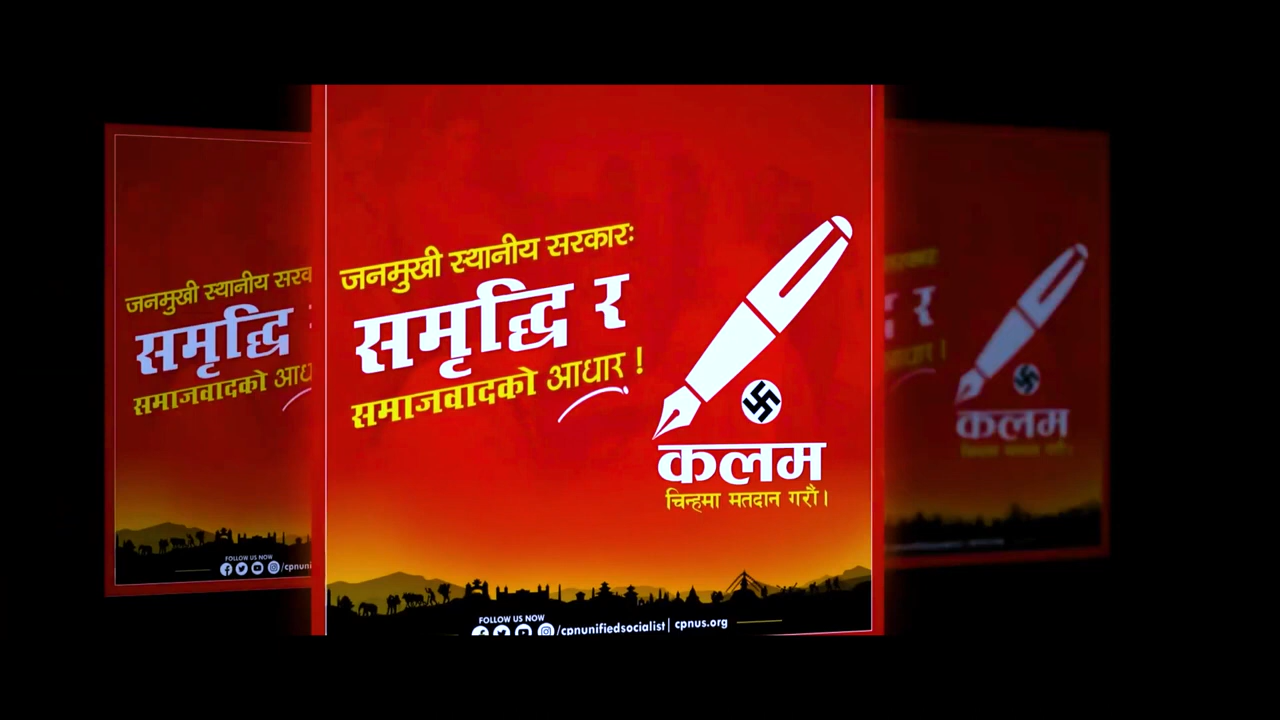 जनमुखी स्थानीय सरकारः
समृद्धि र
समाजवादको आधार !
कलम
चिन्हमा मतदान गरौं।
FOLLOW US NOW
/cpnunifiedsocialist | cpnus.org
जनमुखी स्थानीय सरक
समृद्धि
समाजवादको आध
FOLLOW US NOW
/cpnuni
र
कलम